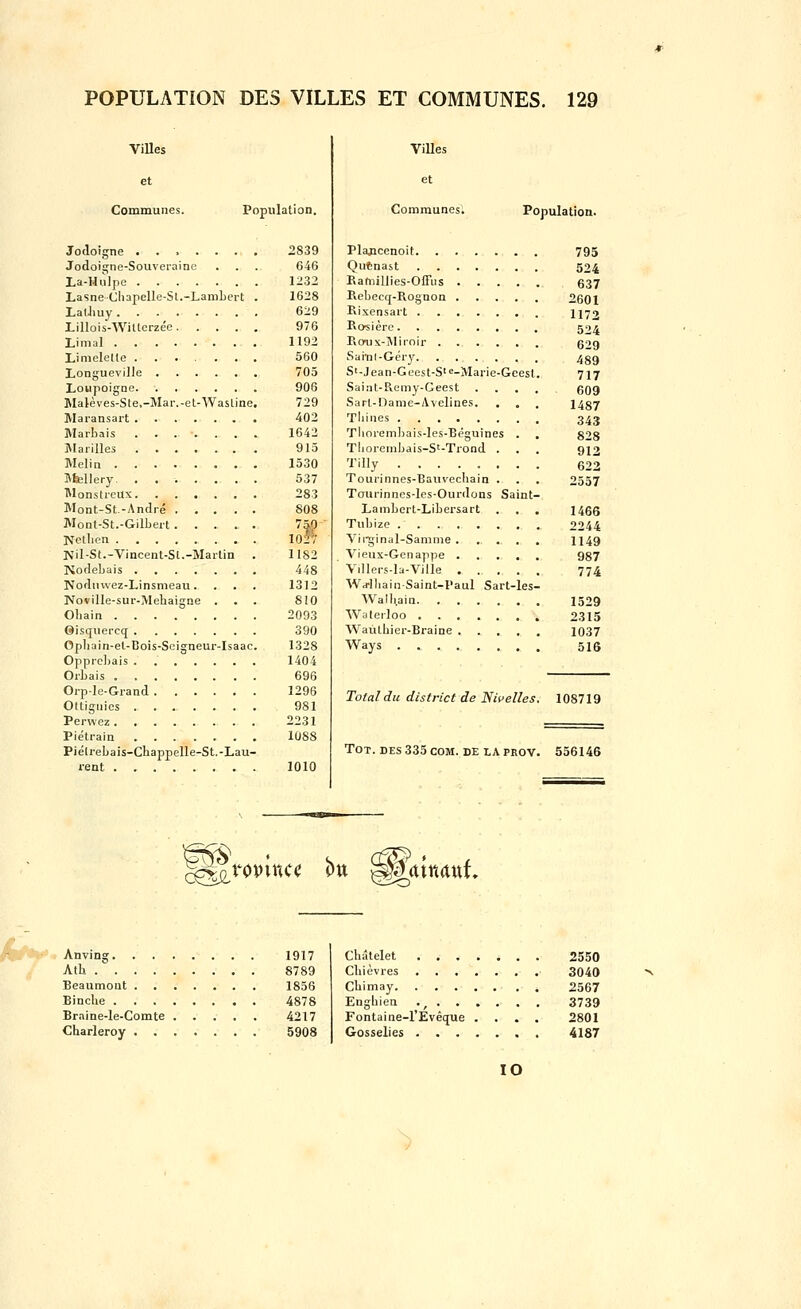 POPULATION DES VILLES ET COMMUNES. 129
Villes
et
Communes. Population.
Jodoigne . . . . . . . 2839
Jodoigne-Souveraine . . . 646
La-Hulpe . . . . . . . 1232
Lasne-Chapelle-St.-Lambert . 1628
Lathuy . . . . . . . . 629
Lillois-Witterzée . . . . . 976
Limal . . . . . . . . . 1192
Limelette . . . . . . . 560
Longueville . . . . . . 705
Loupoigne. . . . . . . 906
Malèves-Ste.-Mar.-et-Wastine. 729
Maransart . . . . . . . 402
Marbais . . . . . . . 1642
Marilles . . . . . . . 915
Melin . . . . . . . . . 1530
Mellery. . . . . . . . 537
Monstreux. . . . . . . 283
Mont-St.-André . . . . . 808
Mont-St.-Gilbert . . . . . 750
Nethen . . . . . . . . 1027
Nil-St.-Vincent-St.-Martin . 1182
Nodebais . . . . . . . 448
Noduwez-Linsmeau. . . . 1312
Noville-sur-Mehaigne . . . 810
Ohain . . . . . . . . 2093
Oisquercq . . . . . . . 390
Ophain-et-Bois-Seigneur-Isaac. 1328
Opprebais . . . . . . . 1404
Orbais . . . . . . . . 696
Orp-le-Grand . . . . . . 1296
Ottignies . . . . . . . 981
Perwez . . . . . . . . 2231
Piétrain . . . . . . . 1088
Piétrebais-Chappelle-St.-Lau-
rent . . . . . . . . 1010
Villes
et
Communes. Population.
Plancenoit. . . . . . . 795
Quenast . . . . . . . 524
Ramillies-Offus . . . . . 637
Rebecq-Rognon . . . . . 2601
Rixensart . . . . . . . 1172
Rosière . . . . . . . . 524
Roux-Miroir . . . . . . 629
Saint-Géry. . . . . . . 489
St-Jean-Geest-Ste-Marie-Geest. 717
Saint-Remy-Geest . . . . 609
Sart-Dame-Avelines. . . . 1487
Thines . . . . . . . . 343
Thorembais-les-Béguines . . 828
Thorembais-St-Trond . . . 912
Tilly . . . . . . . . 622
Tourinnes-Bauvechain . . . 2557
Tourinnes-les-Ourdons Saint-
Lambert-Libersart . . . 1466
Tubize . . . . . . . . 2244
Virginal-Samme . . . . . 1149
Vieux-Genappe . . . . . 987
Villers-la-Ville . . . . . 774
Walhain-Saint-Paul Sart-les-
Walhain. . . . . . . 1529
Waterloo . . . . . . . 2315
Wauthier-Braine . . . . . 1037
Ways . . . . . . . . 516
Total du district de Nivelles. 108719
TOT. DES 335 COM. DE LA PROV. 556146
Province du Hainaut.
Anving. . . . . . . . 1917
Ath . . . . . . . . . 8789
Beaumont . . . . . . . 1856
Binche . . . . . . . . 4878
Braine-le-Comte . . . . . 4217
Charleroy . . . . . . . 5908
Châtelet . . . . . . . 2550
Chièvres . . . . . . . 3040
Chimay. . . . . . . . 2567
Enghien . . . . . . . 3739
Fontaine-l'Évêque . . . . 2801
Gosselies . . . . . . . 4187
10